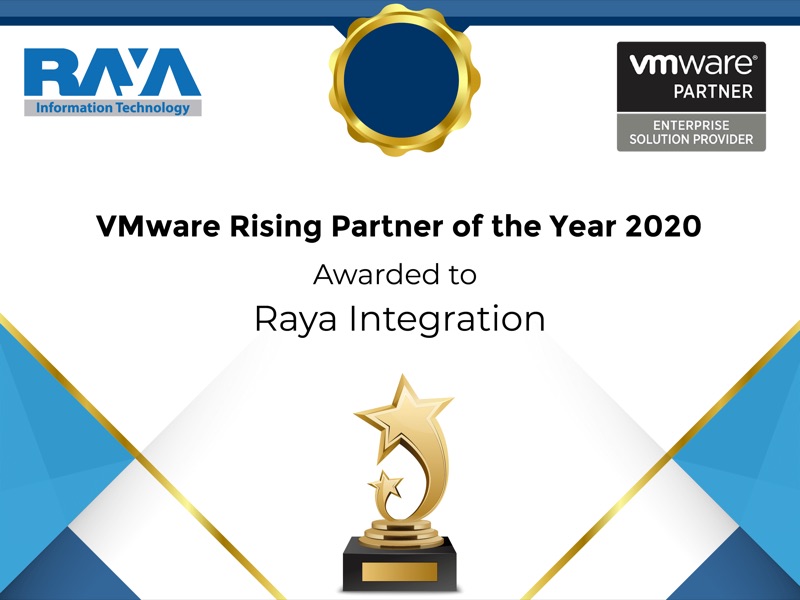 RAYA
Information Technology
vmware®
PARTNER
ENTERPRISE
SOLUTION PROVIDER
VMware Rising Partner of the Year 2020
Awarded to
Raya Integration